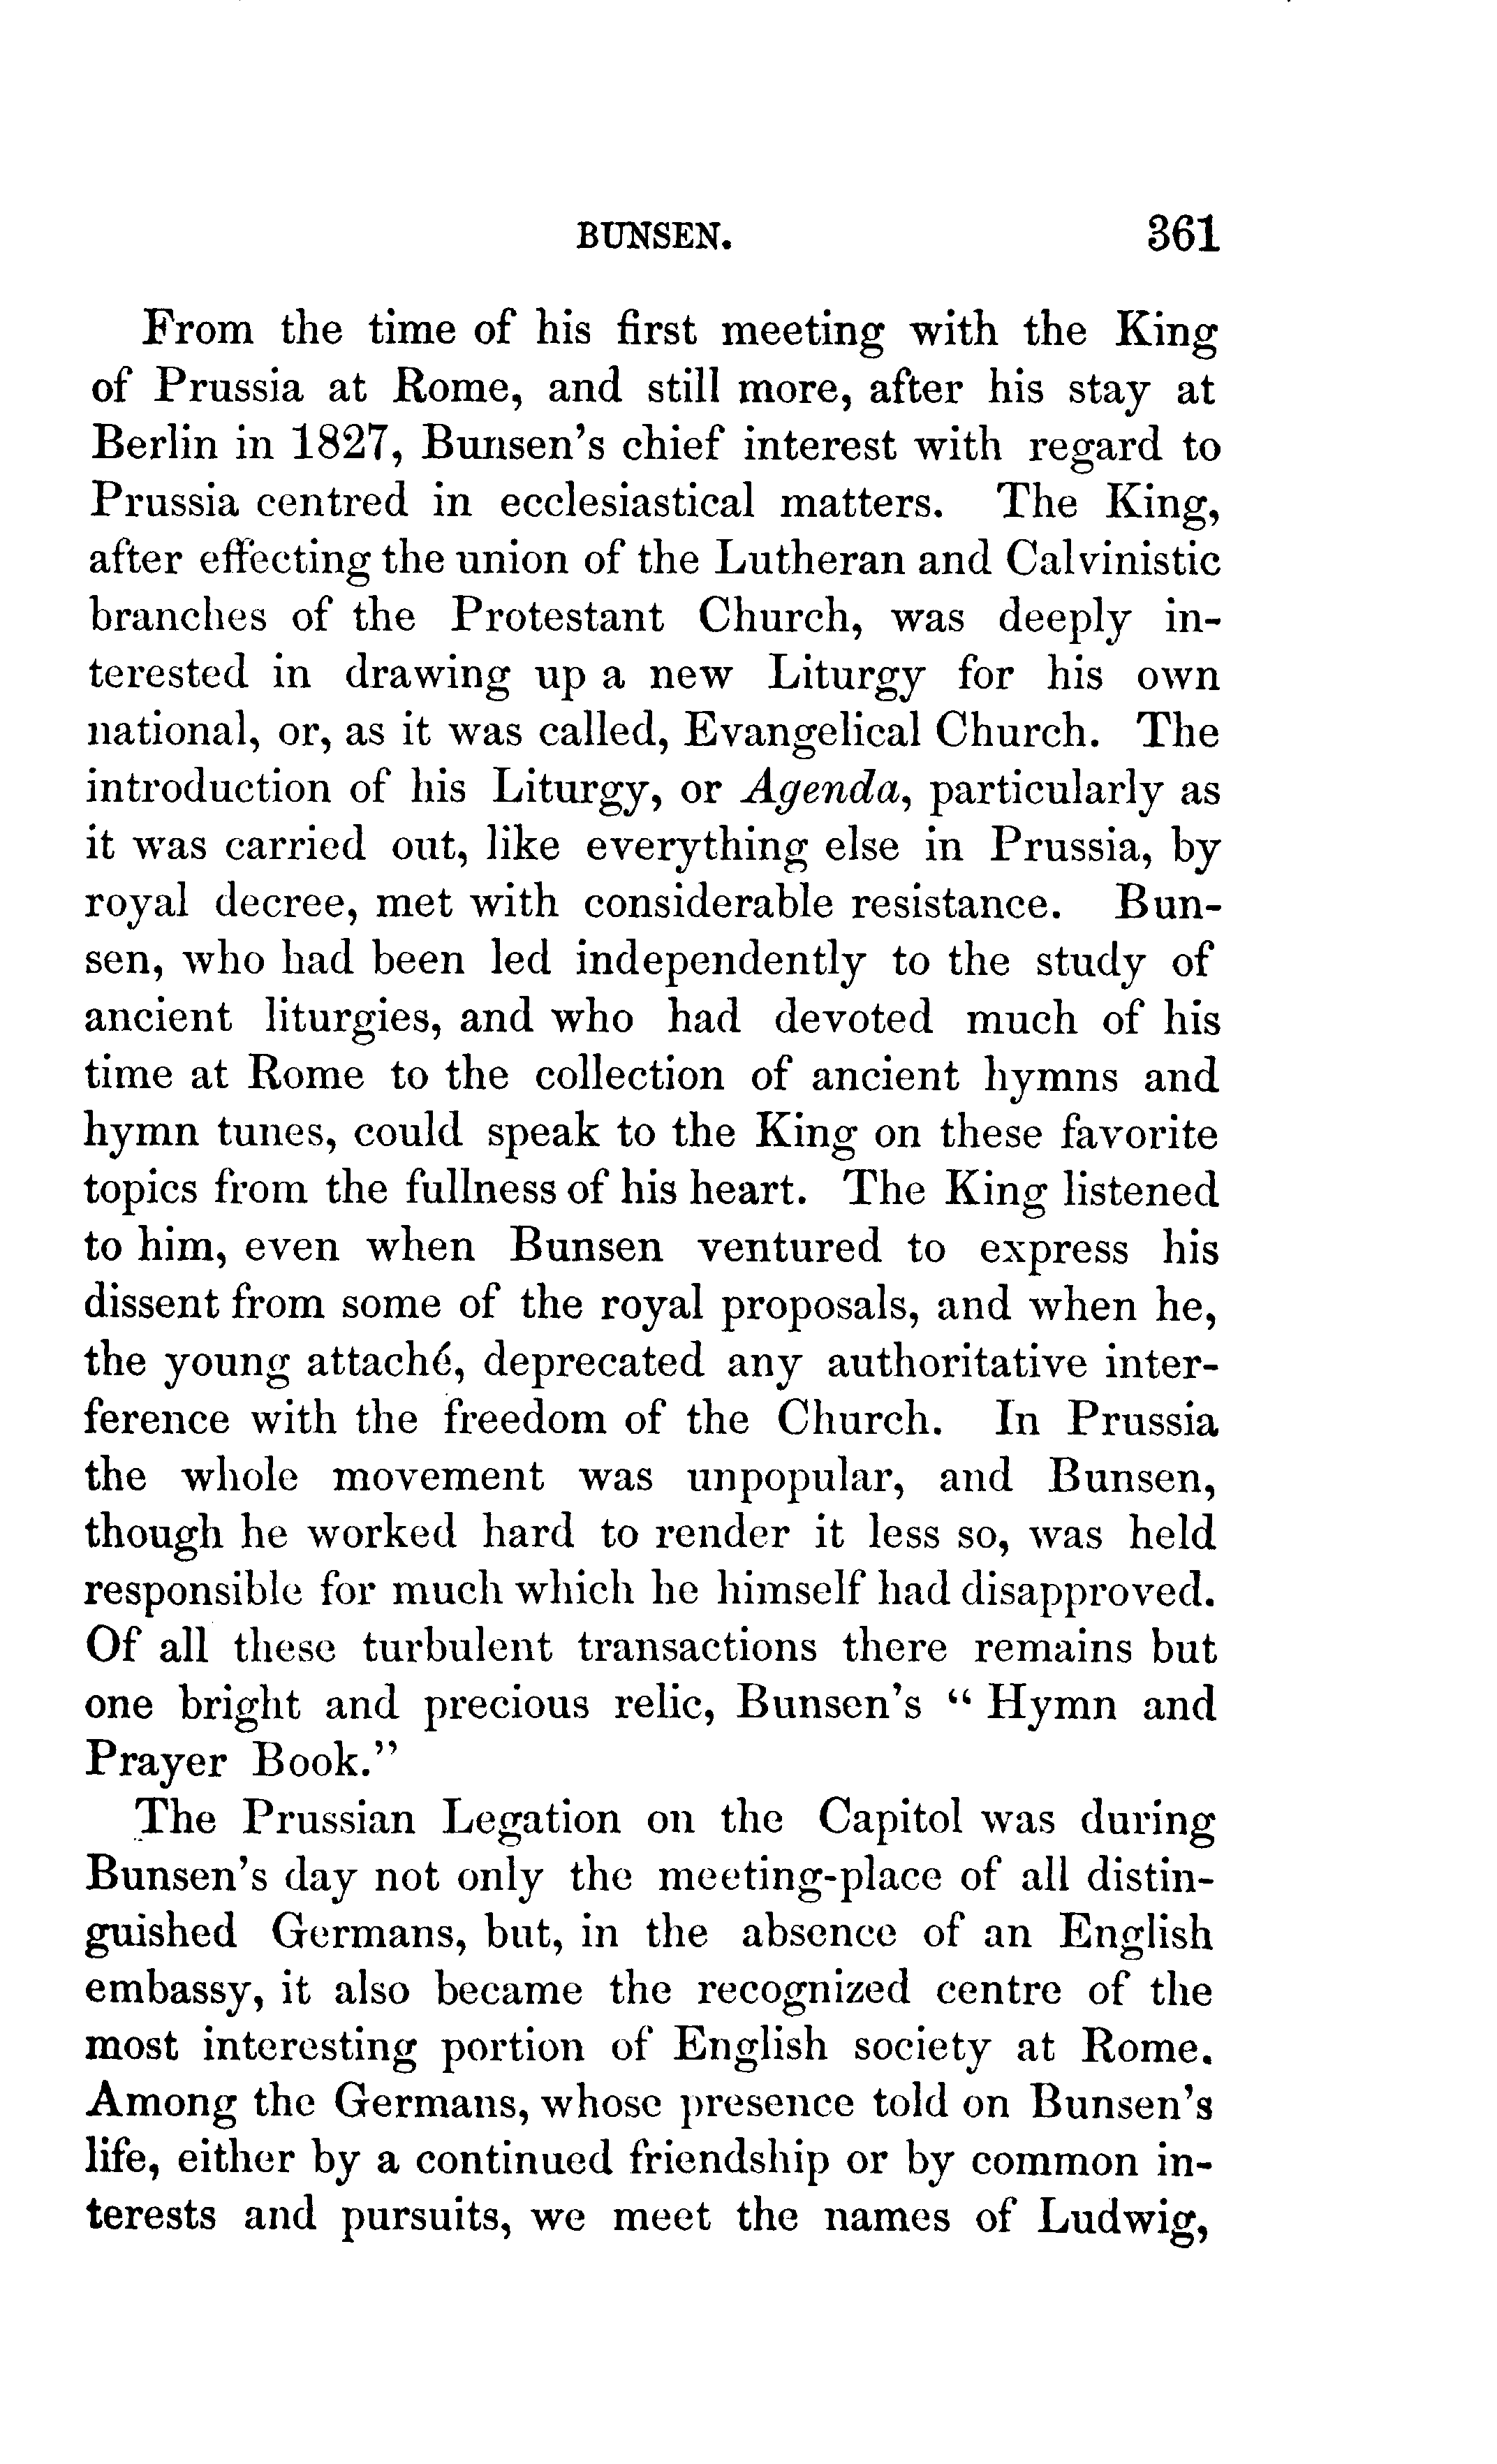 BUNSEN. 361
From the time of his first meeting with the King
of Prussia at Rome, and still more, after his stay at
Berlin in 1827, Bunsen's chief interest with regard to
Prussia centred in ecclesiastical matters. The King,
after effecting the union of the Lutheran and Calvinistic
branches of the Protestant Church, was deeply in-
terested in drawing up a new Liturgy for his own
national, or, as it was called, Evangelical Church. The
introduction of his Liturgy, or Agenda, particularly as
it was carried out, like everything else in Prussia, by
royal decree, met with considerable resistance. Bun-
sen, who had been led independently to the study of
ancient liturgies, and who had devoted much of his
time at Rome to the collection of ancient hymns and
hymn tunes, could speak to the King on these favorite
topics from the fullness of his heart. The King listened
to him, even when Bunsen ventured to express his
dissent from some of the royal proposals, and when he,
the young attaché, deprecated any authoritative inter-
ference with the freedom of the Church. In Prussia
the whole movement was unpopular, and Bunsen,
though he worked hard to render it less so, was held
responsible for much which he himself had disapproved.
Of all these turbulent transactions there remains but
one bright and precious relic, Bunsen's “ Hymn and
Prayer Book.”
The Prussian Legation on the Capitol was during
Bunsen's day not only the meeting-place of all distin-
guished Germans, but, in the absence of an English
embassy, it also became the recognized centre of the
most interesting portion of English society at Rome.
Among the Germans, whose presence told on Bunsen's
life, either by a continued friendship or by common in-
terests and pursuits, we meet the names of Ludwig,